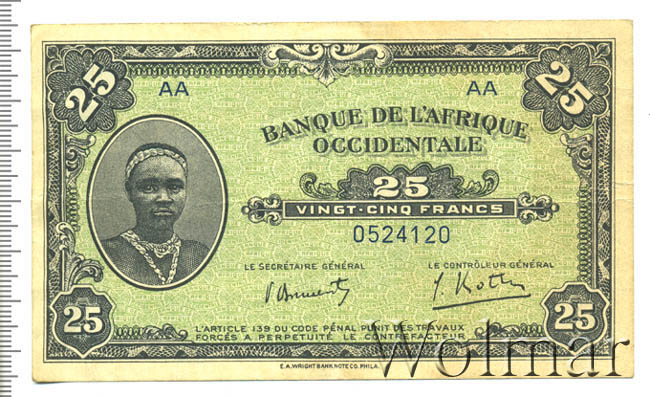 25
AA
AA
25
BANQUE DE L'AFRIQUE
OCCIDENTALE
25
VINGT-CINQ FRANCS
0524120
LE SECRÉTAIRE GÉNÉRAL
LE CONTRÔLEUR GÉNÉRAL
25
L'ARTICLE 139 DU CODE PÉNAL PUNIT DES TRAVAUX
FORCÉS A PERPÉTUITÉ LE CONTREFACTEUR
25
E.A. WRIGHT BANK NOTE CO. PHILA.
Wolmar